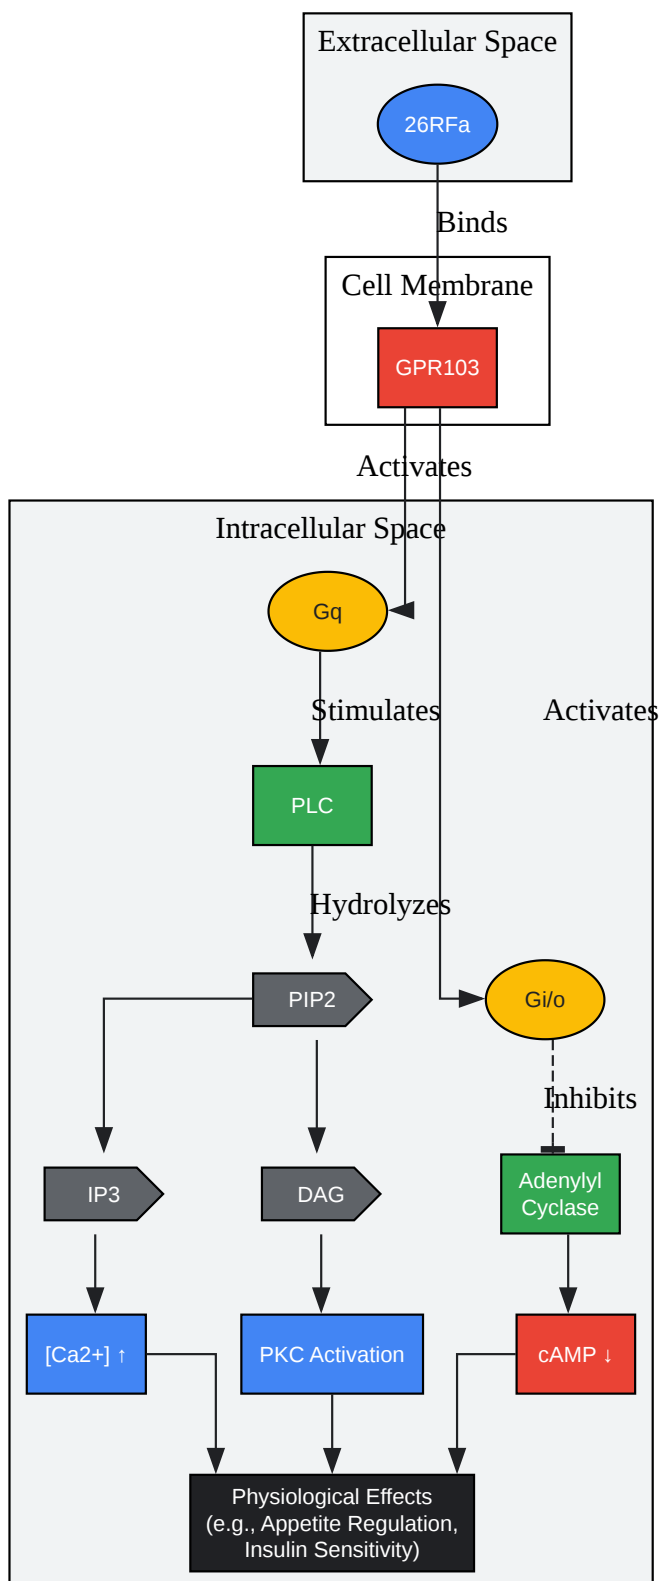 Extracellular Space
26RFa
Binds
Cell Membrane
GPR103
Activates
Intracellular Space
Gq
Stimulates
Activates
PLC
Hydrolyzes
PIP2
Gi/o
Inhibits
IP3
DAG
Adenylyl
Cyclase
[Ca2+] ↑
PKC Activation
cAMP ↓
Physiological Effects
(e.g., Appetite Regulation,
Insulin Sensitivity)